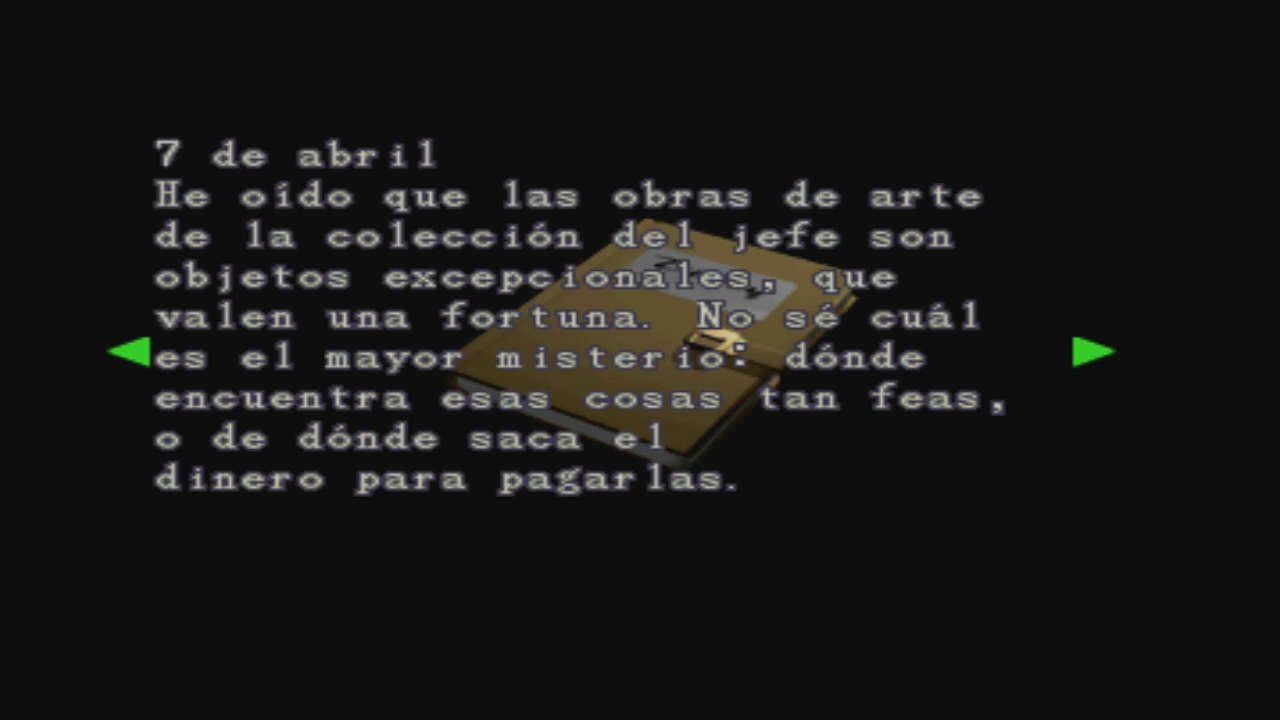 7 de abril
He oído que las obras de arte
de la colección del jefe son
objetos excepcionales, que
valen una fortuna. No sé cuál
es el mayor misterio: dónde
encuentra esas cosas tan feas,
o de dónde saca el
dinero para pagarlas.